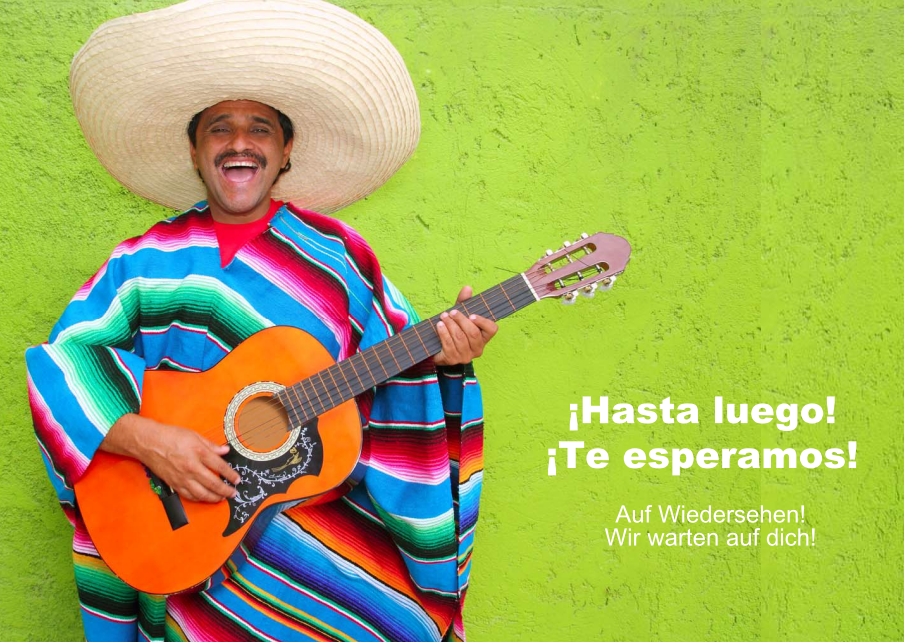 ¡Hasta luego!
¡Te esperamos!
Auf Wiedersehen!
Wir warten auf dich!